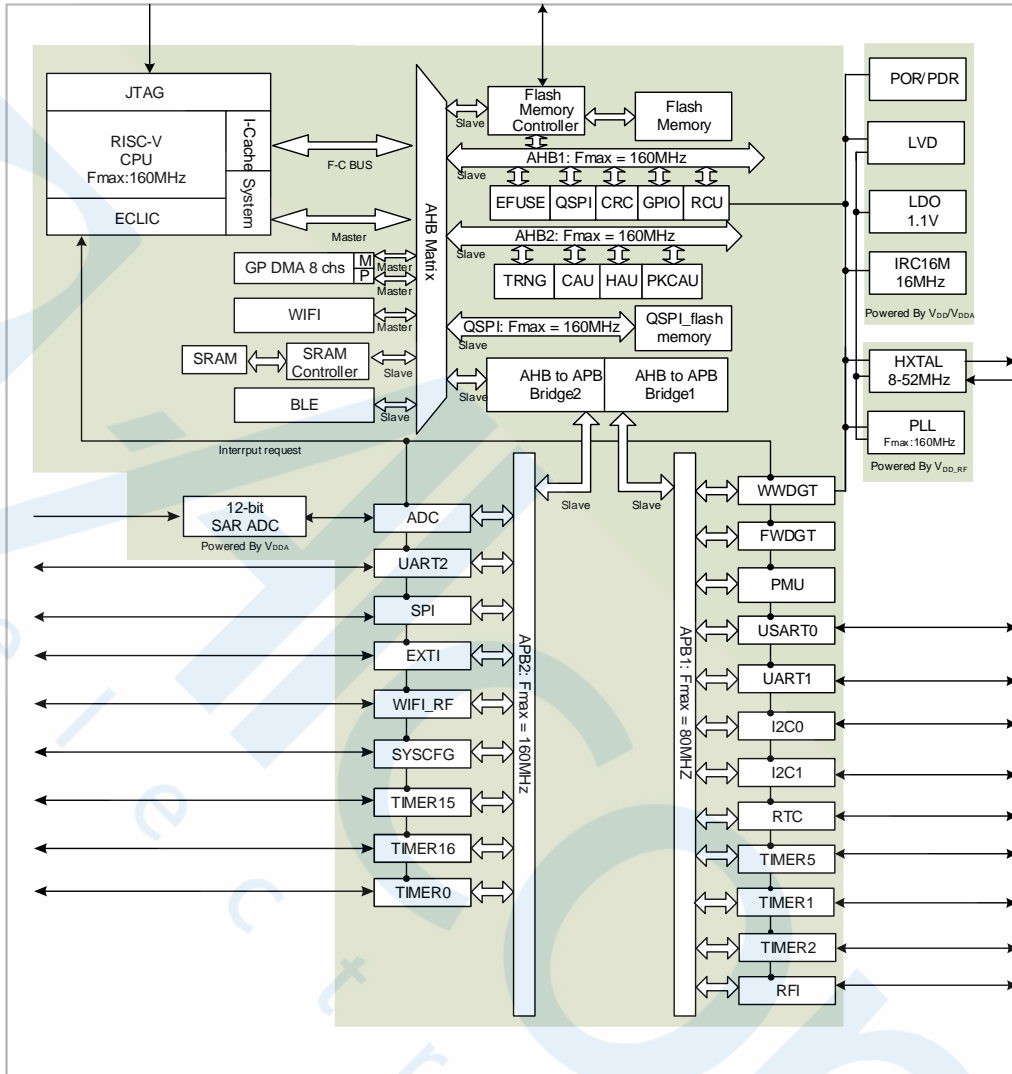 JTAG
RISC-V
CPU
Fmax:160MHz
I-Cache
System
ECLIC
F-C BUS
Master
GP DMA 8 chs
M
P
Master
Master
WIFI
Master
SRAM
SRAM
Controller
Slave
BLE
Slave
AHB Matrix
Slave
Flash
Memory
Controller
Flash
Memory
Slave
AHB1: Fmax = 160MHz
EFUSE
QSPI
CRC
GPIO
RCU
Slave
AHB2: Fmax = 160MHz
TRNG
CAU
HAU
PKCAU
Slave
QSPI: Fmax = 160MHz
QSPI_flash
memory
Slave
AHB to APB
Bridge2
AHB to APB
Bridge1
POR/PDR
LVD
LDO
1.1V
IRC16M
16MHz
Powered By VDD/VDDA
HXTAL
8-52MHz
PLL
Fmax:160MHz
Powered By VDD_RF
Interrput request
Slave
Slave
12-bit
SAR ADC
Powered By VDDA
ADC
UART2
SPI
EXTI
WIFI_RF
SYSCFG
TIMER15
TIMER16
TIMER0
APB2: Fmax = 160MHz
APB1: Fmax = 80MHZ
WWDGT
FWDGT
PMU
USART0
UART1
I2C0
I2C1
RTC
TIMER5
TIMER1
TIMER2
RFI